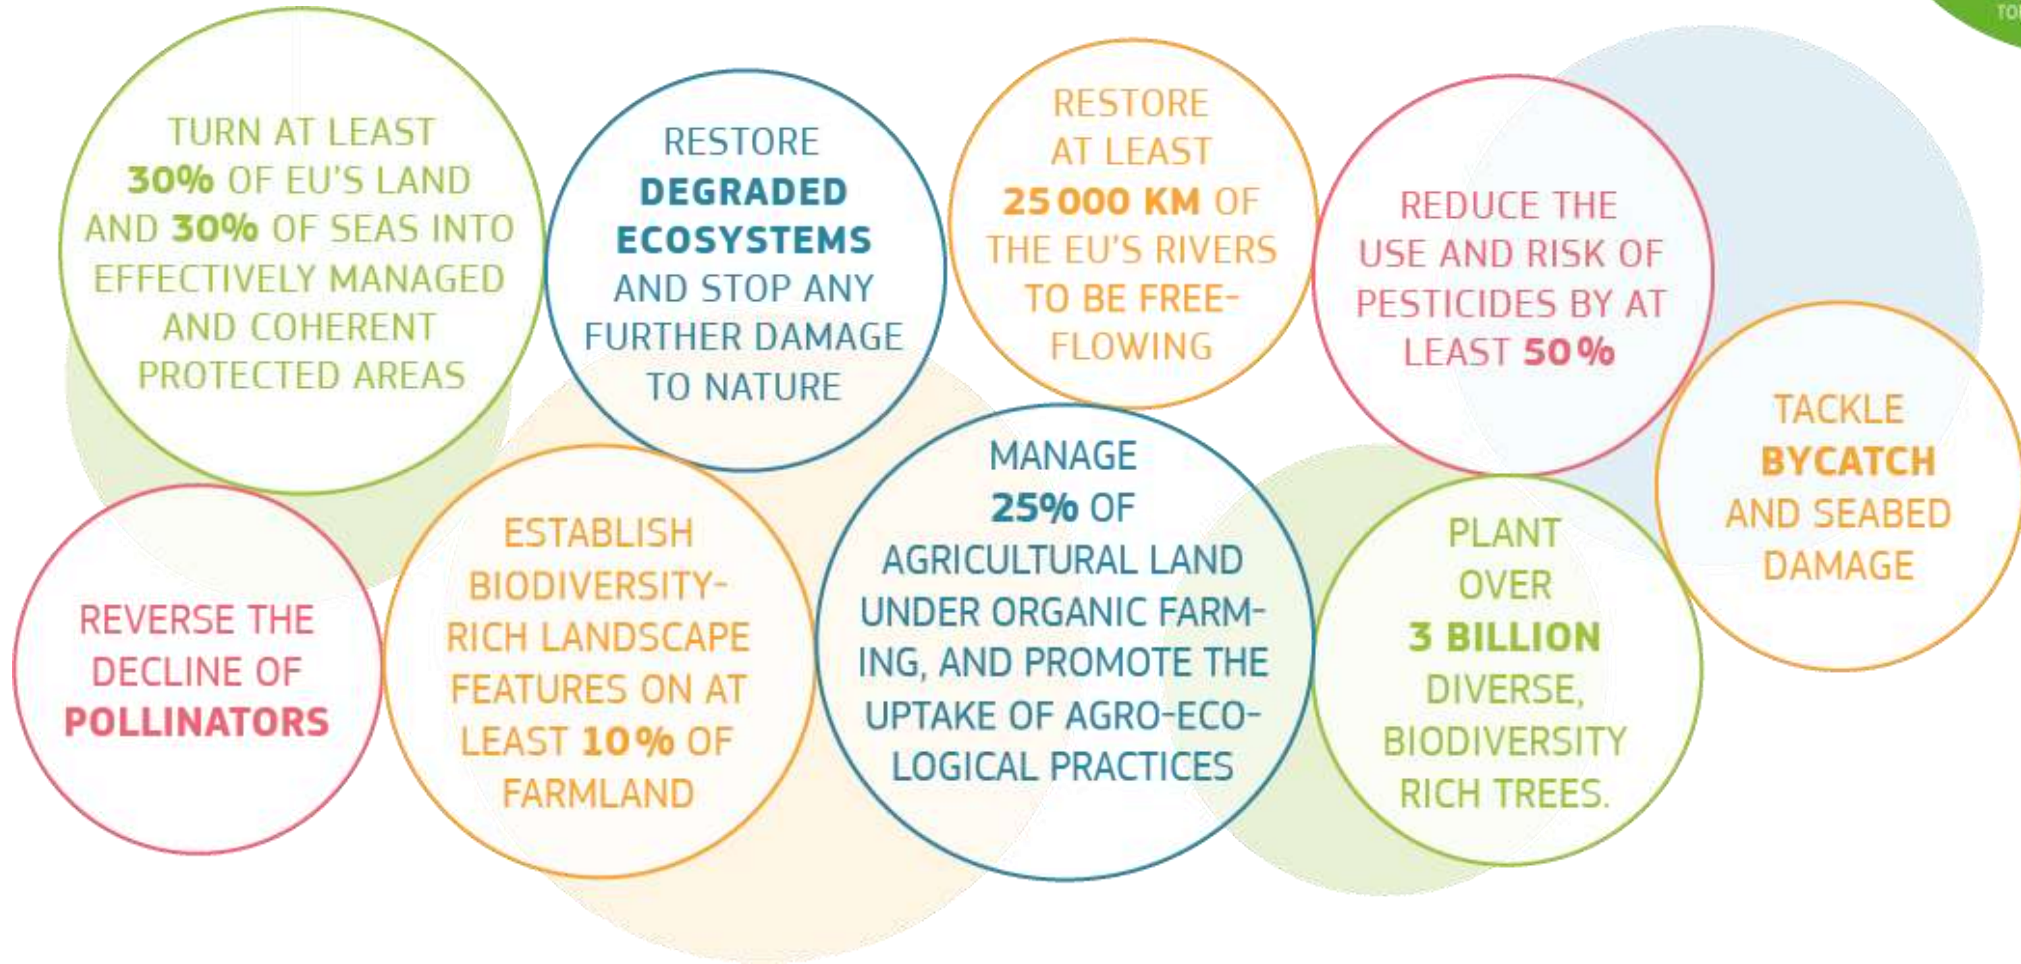 TURN AT LEAST
30% OF EU'S LAND
AND 30% OF SEAS INTO
EFFECTIVELY MANAGED
AND COHERENT
PROTECTED AREAS
RESTORE
DEGRADED
ECOSYSTEMS
AND STOP ANY
FURTHER DAMAGE
TO NATURE
RESTORE
AT LEAST
25 000 KM OF
THE EU'S RIVERS
TO BE FREE-
FLOWING
REDUCE THE
USE AND RISK OF
PESTICIDES BY AT
LEAST 50%
TACKLE
BYCATCH
AND SEABED
DAMAGE
REVERSE THE
DECLINE OF
POLLINATORS
ESTABLISH
BIODIVERSITY-
RICH LANDSCAPE
FEATURES ON AT
LEAST 10% OF
FARMLAND
MANAGE
25% OF
AGRICULTURAL LAND
UNDER ORGANIC FARM-
ING, AND PROMOTE THE
UPTAKE OF AGRO-ECO-
LOGICAL PRACTICES
PLANT
OVER
3 BILLION
DIVERSE,
BIODIVERSITY
RICH TREES.